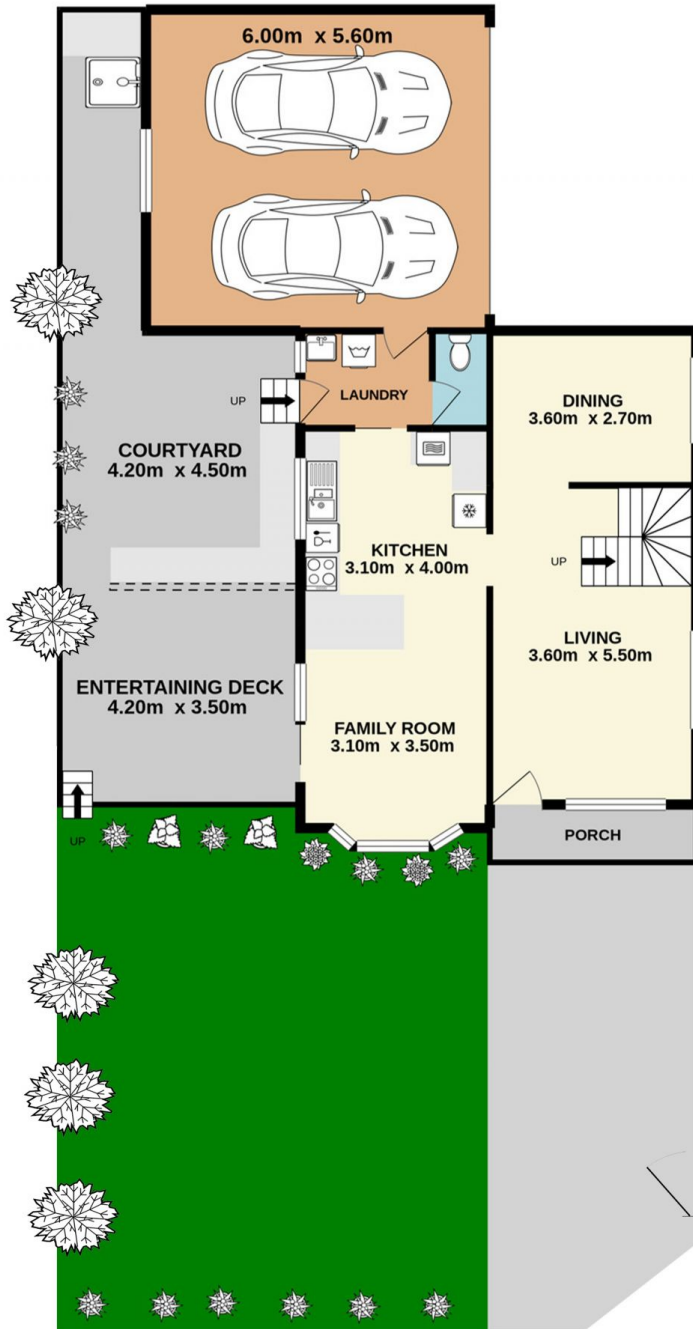 6.00m x 5.60m
LAUNDRY
DINING
3.60m x 2.70m
UP
COURTYARD
4.20m x 4.50m
KITCHEN
3.10m x 4.00m
UP
LIVING
3.60m x 5.50m
ENTERTAINING DECK
4.20m x 3.50m
FAMILY ROOM
3.10m x 3.50m
UP
PORCH